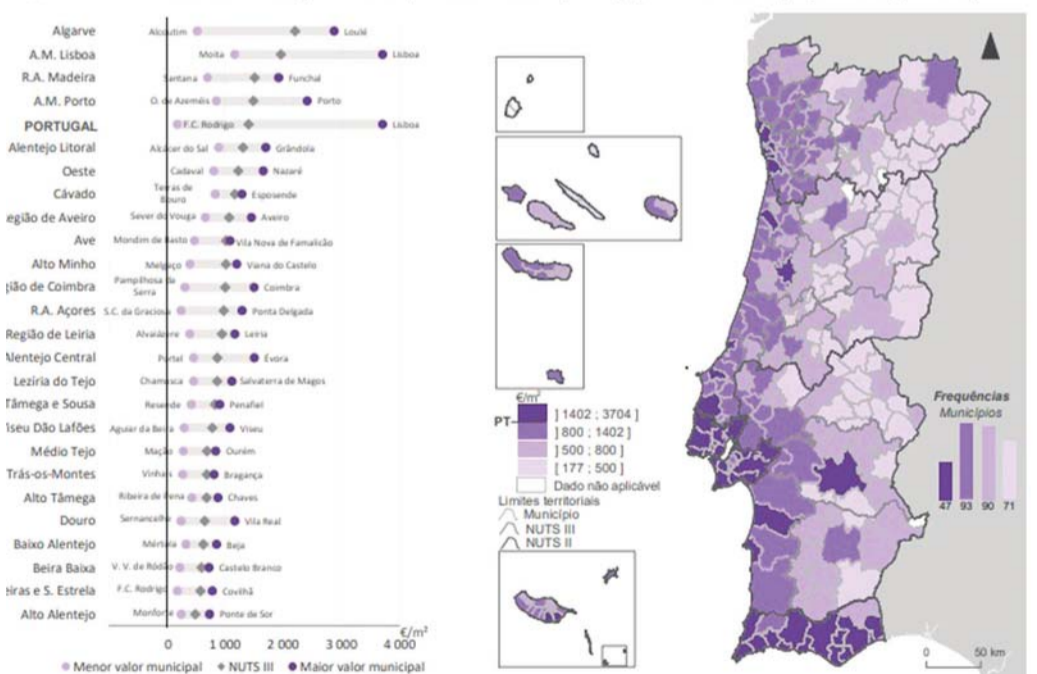 Algarve Alcoutim Loulé
A.M. Lisboa Moita Lisboa
R.A. Madeira Santana Funchal
A.M. Porto O. de Azeméis Porto
PORTUGAL F.C. Rodrigo Lisboa
Alentejo Litoral Alcácer do Sal Grândola
Oeste Cadaval Nazaré
Cávado Terras de Bouro Esposende
egião de Aveiro Sever do Vouga Aveiro
Ave Mondim de Basto Vila Nova de Famalicão
Alto Minho Melgaço Viana do Castelo
gião de Coimbra Pampilhosa da Serra Coimbra
R.A. Açores S.C. da Graciosa Ponta Delgada
Região de Leiria Alvaiázere Leiria
Alentejo Central Portel Évora
Lezíria do Tejo Chamusca Salvaterra de Magos
Tâmega e Sousa Resende Penafiel
Viseu Dão Lafões Aguiar da Beira Viseu
Médio Tejo Mação Ourém
Trás-os-Montes Vinhais Bragança
Alto Tâmega Ribeira de Pena Chaves
Douro Sernancelhe Vila Real
Baixo Alentejo Mértola Beja
Beira Baixa V. V. de Ródão Castelo Branco
eiras e S. Estrela F.C. Rodrigo Covilhã
Alto Alentejo Monforte Ponte de Sor
€/m²
0 1 000 2 000 3 000 4 000
Menor valor municipal NUTS III Maior valor municipal
€/m²
PT
] 1402 ; 3704 ]
] 800 ; 1402 ]
] 500 ; 800 ]
[ 177 ; 500 ]
Dado não aplicável
Limites territoriais
Município
NUTS III
NUTS II
Frequências
Municípios
47 93 90 71
0 50 km